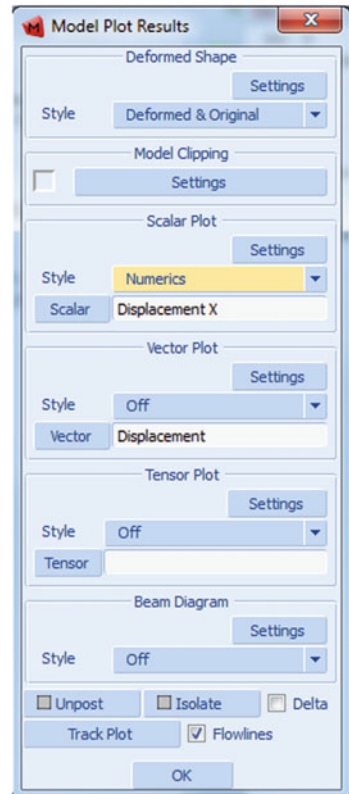 Model Plot Results
Deformed Shape
Settings
Style Deformed & Original
Model Clipping
Settings
Scalar Plot
Settings
Style Numerics
Scalar Displacement X
Vector Plot
Settings
Style Off
Vector Displacement
Tensor Plot
Settings
Style Off
Tensor
Beam Diagram
Settings
Style Off
Unpost Isolate Delta
Track Plot Flowlines
OK